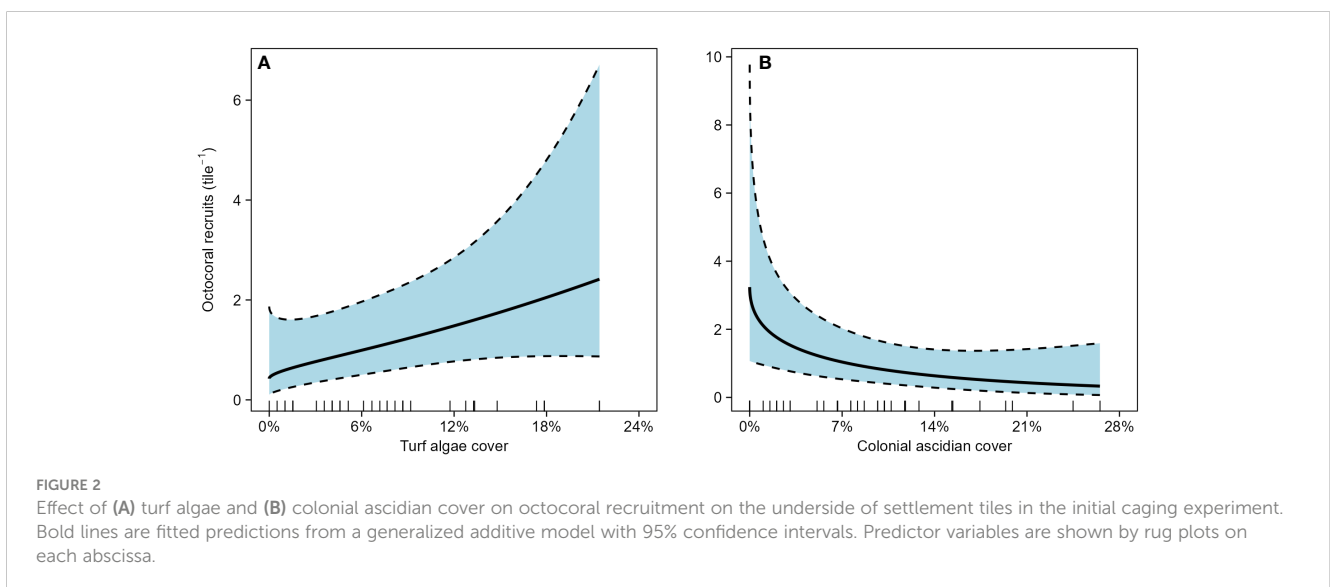 A
B
6
4
2
0
Octocoral recruits (tile⁻¹)
0%
6%
12%
18%
24%
Turf algae cover
10
8
6
4
2
0
0%
7%
14%
21%
28%
Colonial ascidian cover
FIGURE 2
Effect of (A) turf algae and (B) colonial ascidian cover on octocoral recruitment on the underside of settlement tiles in the initial caging experiment.
Bold lines are fitted predictions from a generalized additive model with 95% confidence intervals. Predictor variables are shown by rug plots on
each abscissa.